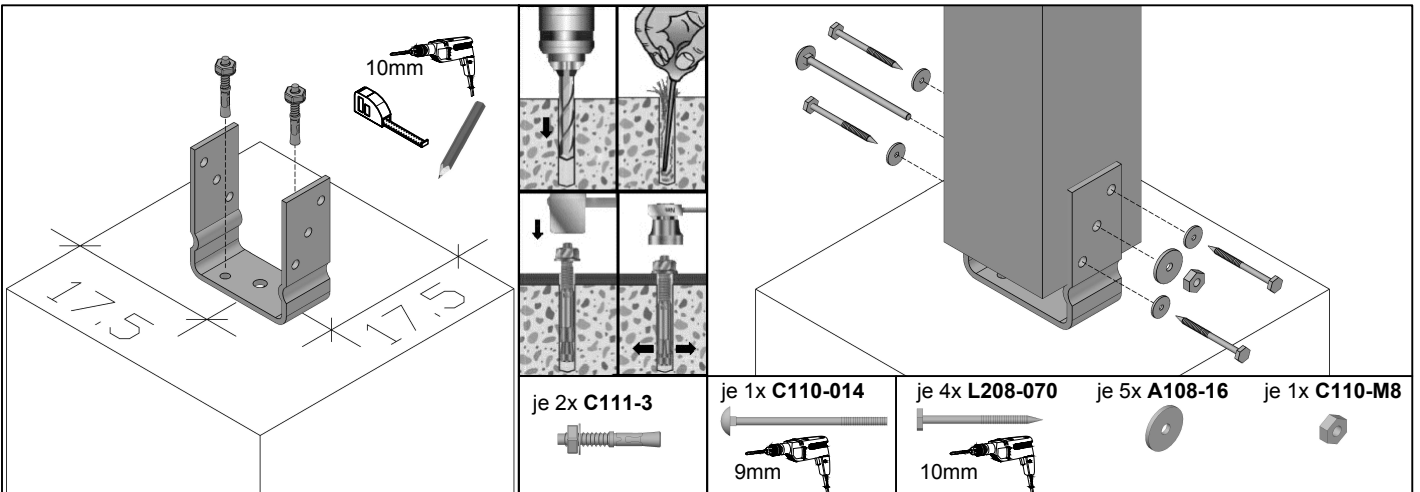 10mm
17.5
17.5
je 2x C111-3
je 1x C110-014
9mm
je 4x L208-070
10mm
je 5x A108-16
je 1x C110-M8